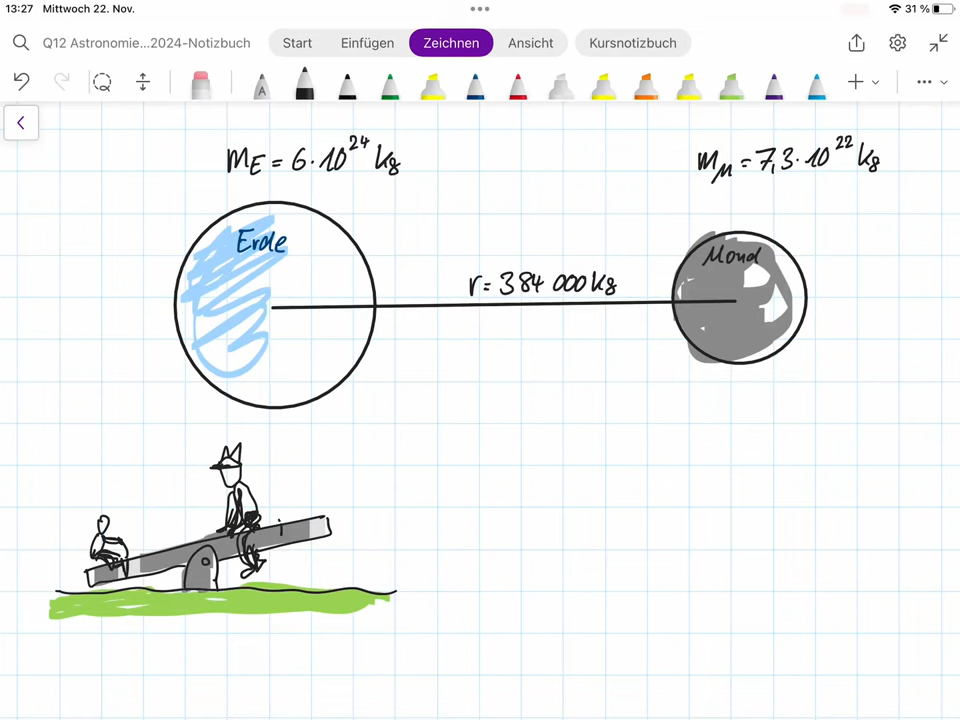 13:27 Mittwoch 22. Nov.
31 %
Q12 Astronomie...2024-Notizbuch
Start Einfügen Zeichnen Ansicht Kursnotizbuch
A
m_E = 6·10^24 kg
m_M = 7,3·10^22 kg
Erde
Mond
r = 384 000 kg